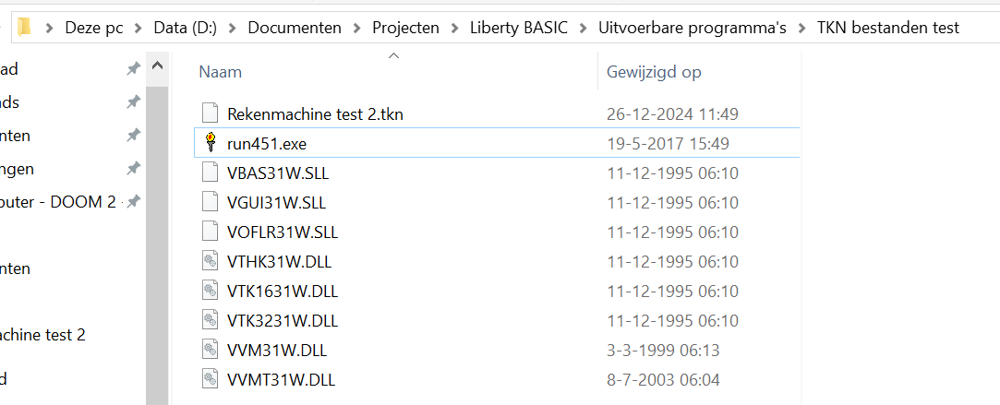 Deze pc > Data (D:) > Documenten > Projecten > Liberty BASIC > Uitvoerbare programma's > TKN bestanden test
Naam Gewijzigd op
Rekenmachine test 2.tkn 26-12-2024 11:49
run451.exe 19-5-2017 15:49
VBAS31W.SLL 11-12-1995 06:10
VGUI31W.SLL 11-12-1995 06:10
VOFLR31W.SLL 11-12-1995 06:10
VTHK31W.DLL 11-12-1995 06:10
VTK1631W.DLL 11-12-1995 06:10
VTK3231W.DLL 11-12-1995 06:10
VVM31W.DLL 3-3-1999 06:13
VVMT31W.DLL 8-7-2003 06:04
ad
ds
nten
ngen
puter - DOOM 2 -
nten
achine test 2
d